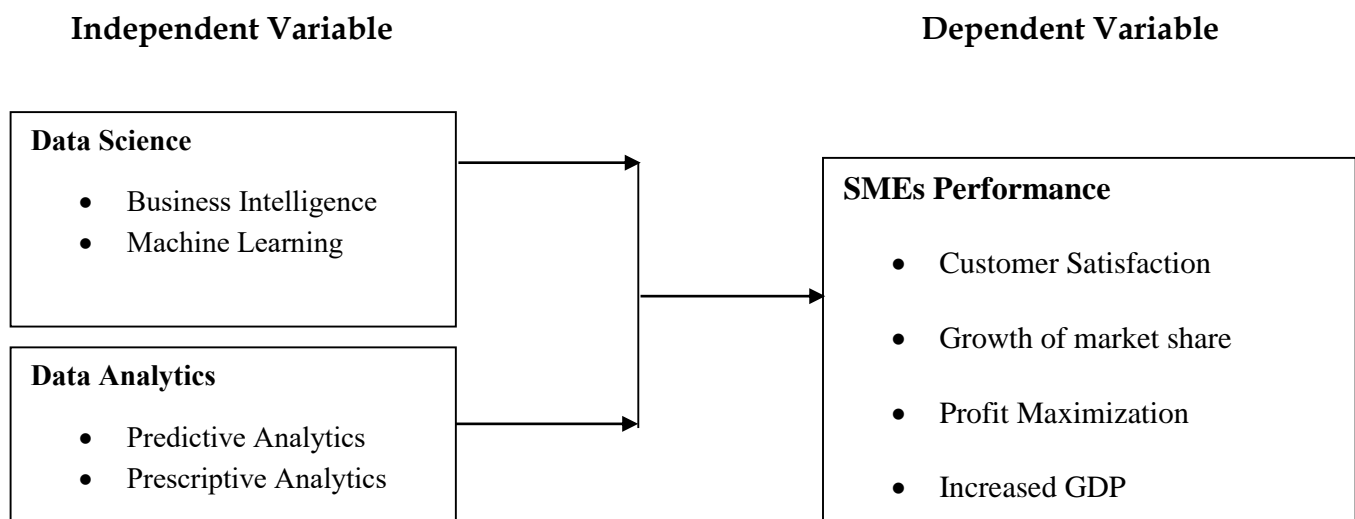 Independent Variable
Dependent Variable
Data Science
• Business Intelligence
• Machine Learning
Data Analytics
• Predictive Analytics
• Prescriptive Analytics
SMEs Performance
• Customer Satisfaction
• Growth of market share
• Profit Maximization
• Increased GDP